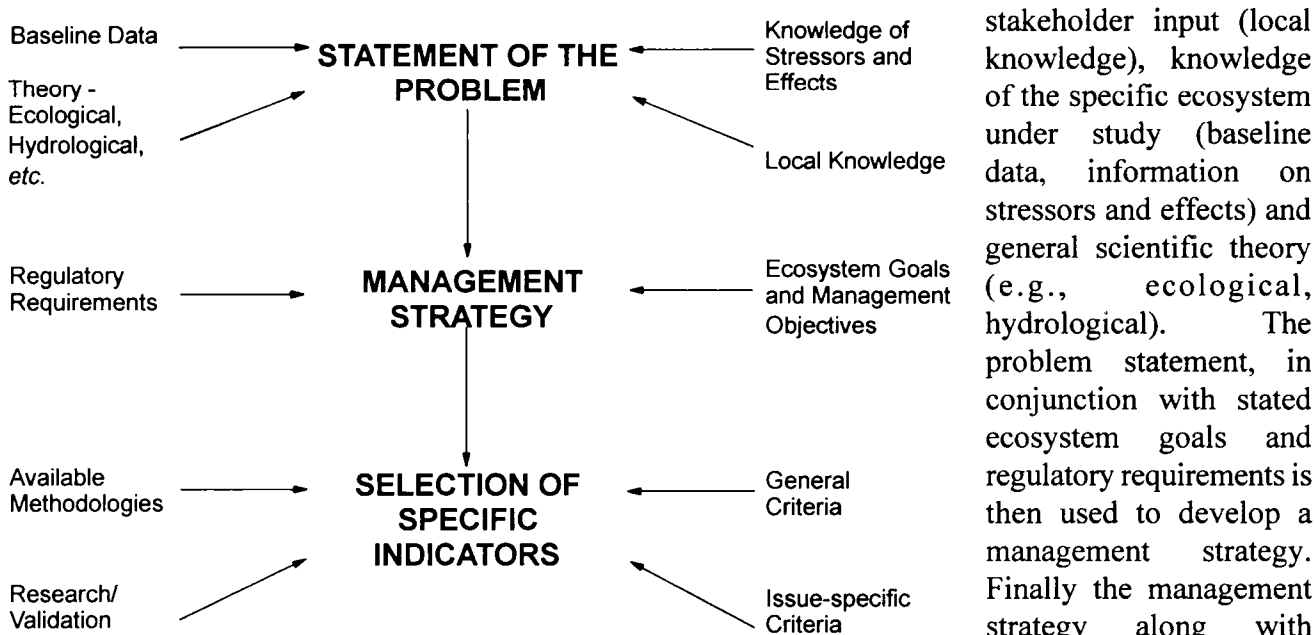 Baseline Data
Theory -
Ecological,
Hydrological,
etc.
STATEMENT OF THE
PROBLEM
Knowledge of
Stressors and
Effects
Local Knowledge
Regulatory
Requirements
MANAGEMENT
STRATEGY
Ecosystem Goals
and Management
Objectives
Available
Methodologies
Research/
Validation
SELECTION OF
SPECIFIC
INDICATORS
General
Criteria
Issue-specific
Criteria
stakeholder input (local
knowledge), knowledge
of the specific ecosystem
under study (baseline
data, information on
stressors and effects) and
general scientific theory
(e.g., ecological,
hydrological). The
problem statement, in
conjunction with stated
ecosystem goals and
regulatory requirements is
then used to develop a
management strategy.
Finally the management
strategy along with